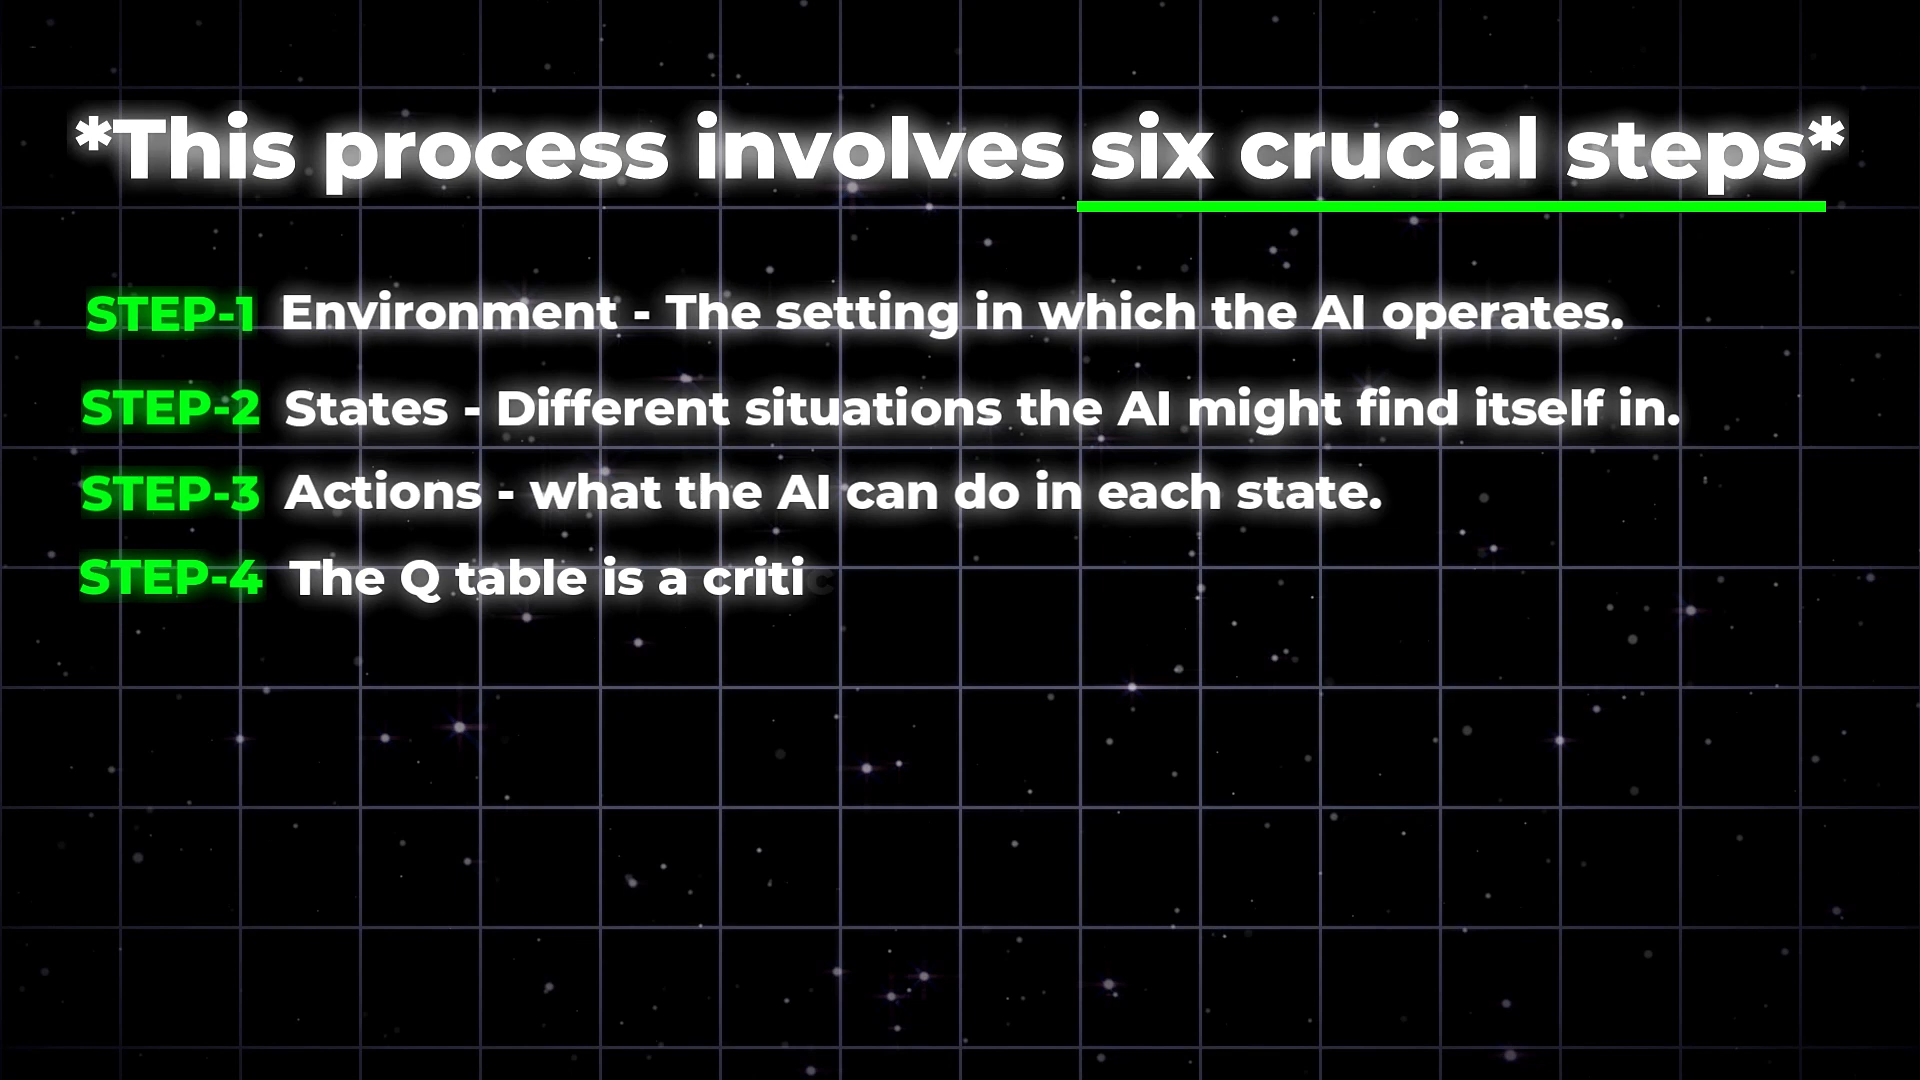 *This process involves six crucial steps*
STEP-1 Environment - The setting in which the AI operates.
STEP-2 States - Different situations the AI might find itself in.
STEP-3 Actions - what the AI can do in each state.
STEP-4 The Q table is a critic